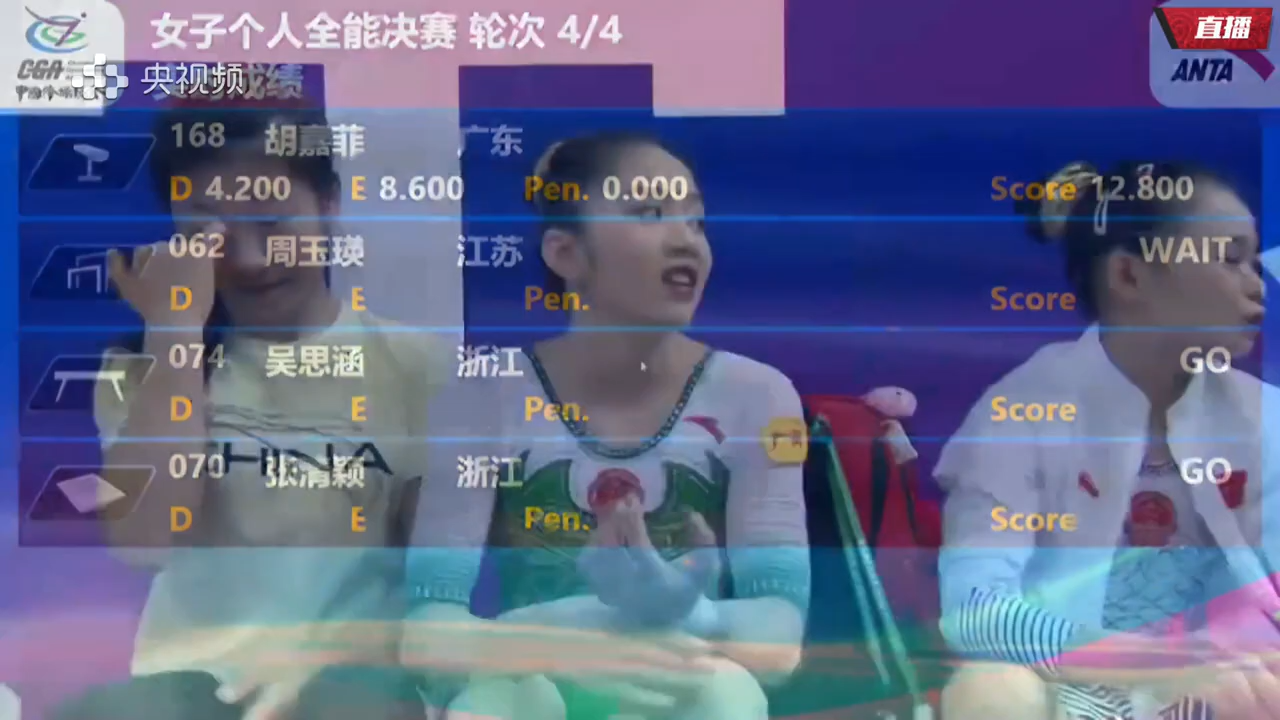 女子个人全能决赛 轮次 4/4
直播
CGA
央视频
成绩
ANTA
168 胡嘉菲 广东
D 4.200 E 8.600 Pen. 0.000 Score 12.800
062 周玉瑛 江苏 WAIT
D E Pen. Score
074 吴思涵 浙江 GO
D E Pen. Score
CHINA
070 张清颖 浙江 GO
D E Pen. Score